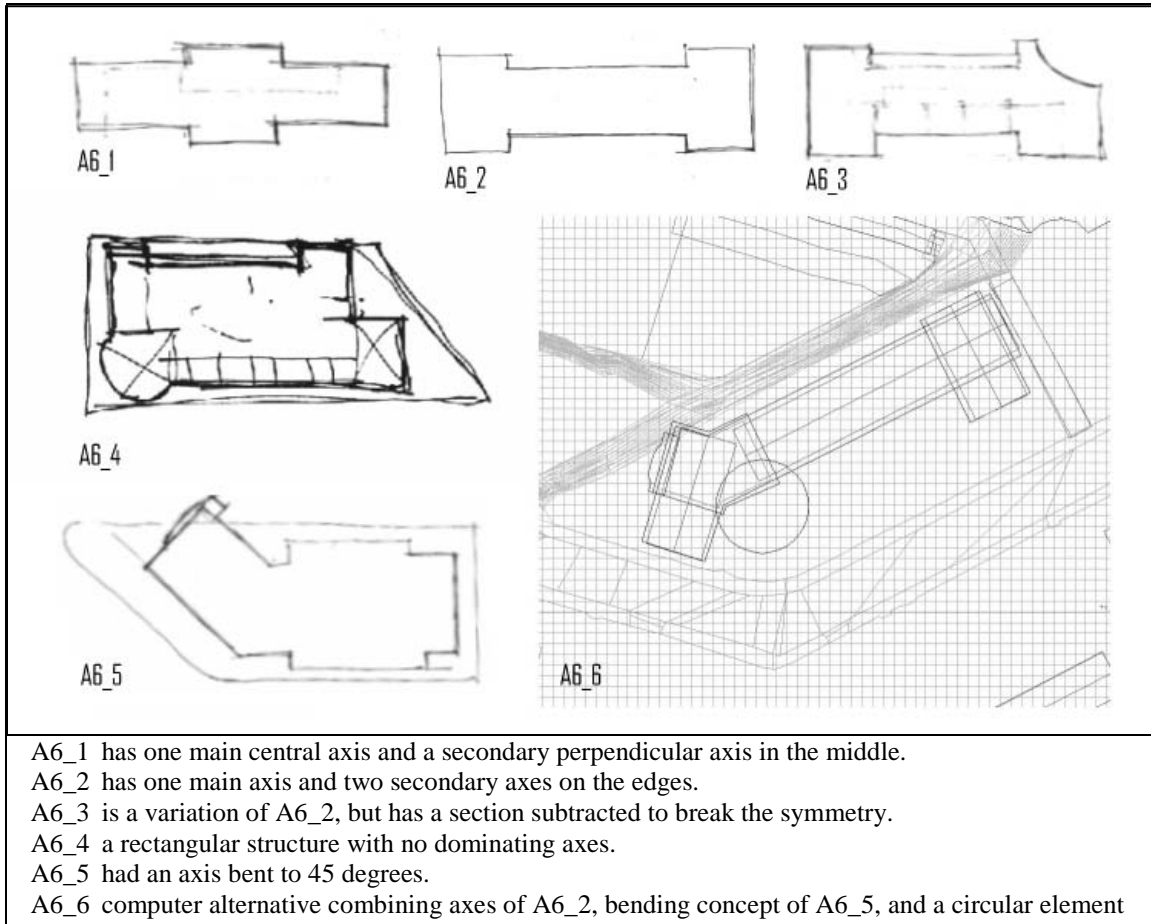 A6_1
A6_2
A6_3
A6_4
A6_5
A6_6
A6_1 has one main central axis and a secondary perpendicular axis in the middle.
A6_2 has one main axis and two secondary axes on the edges.
A6_3 is a variation of A6_2, but has a section subtracted to break the symmetry.
A6_4 a rectangular structure with no dominating axes.
A6_5 had an axis bent to 45 degrees.
A6_6 computer alternative combining axes of A6_2, bending concept of A6_5, and a circular element